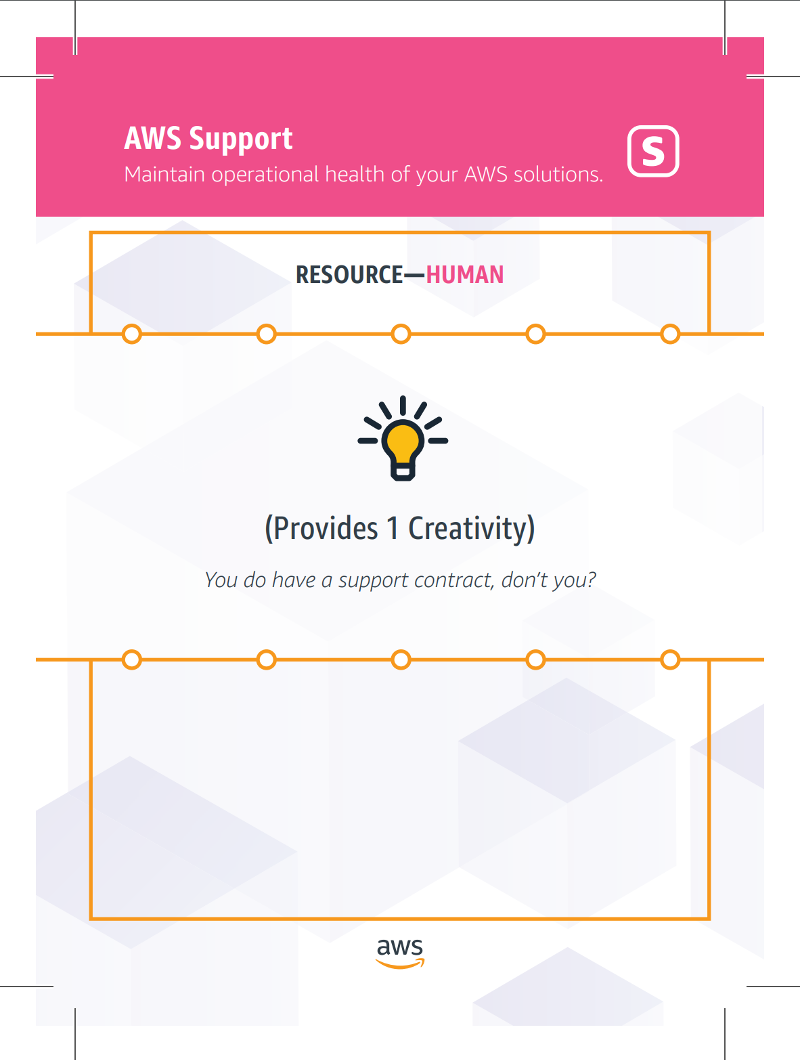 AWS Support
Maintain operational health of your AWS solutions.
S
RESOURCE—HUMAN
(Provides 1 Creativity)
You do have a support contract, don’t you?
aws